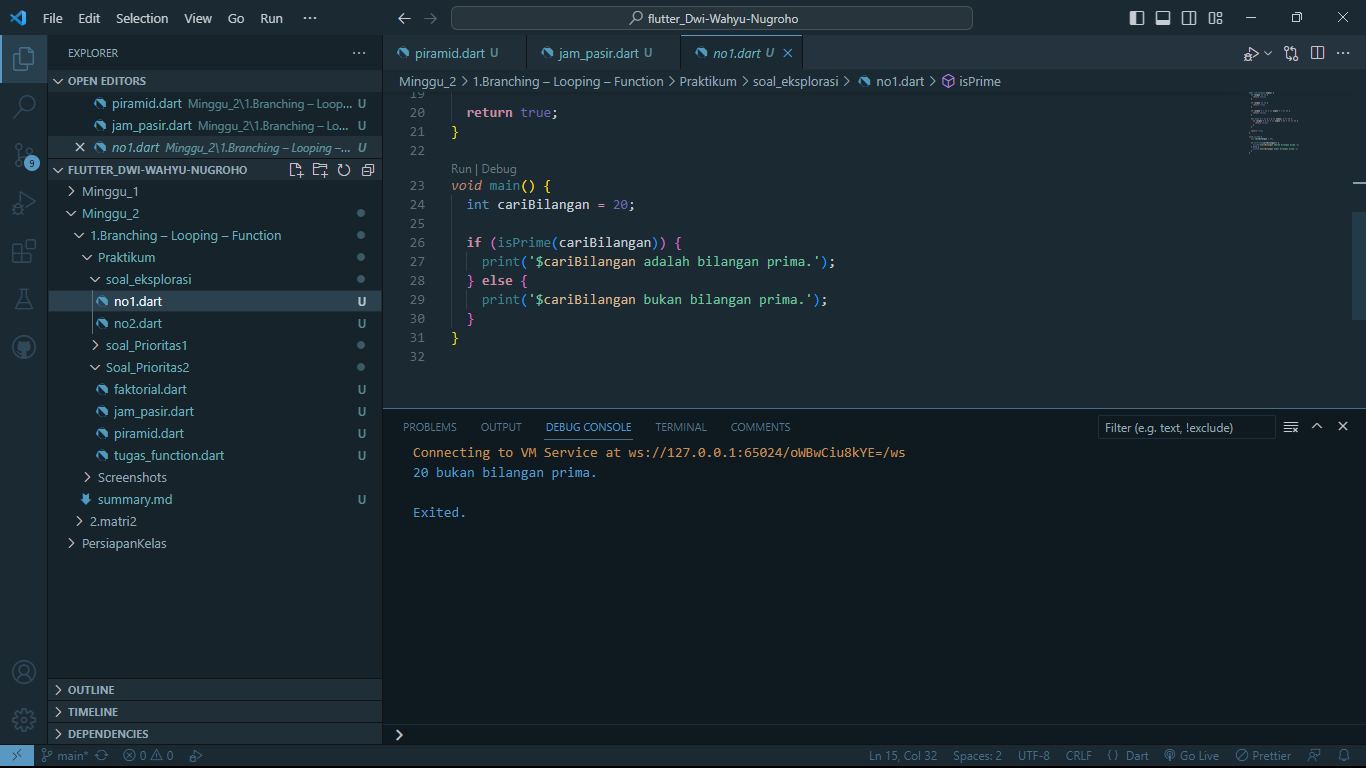 File Edit Selection View Go Run ···
flutter_Dwi-Wahyu-Nugroho
EXPLORER
OPEN EDITORS
piramid.dart Minggu_2\1.Branching – Loop... U
jam_pasir.dart Minggu_2\1.Branching – Lo... U
no1.dart Minggu_2\1.Branching – Looping –... U
FLUTTER_DWI-WAHYU-NUGROHO
Minggu_1
Minggu_2
1.Branching – Looping – Function
Praktikum
soal_eksplorasi
no1.dart U
no2.dart U
soal_Prioritas1
Soal_Prioritas2
faktorial.dart U
jam_pasir.dart U
piramid.dart U
tugas_function.dart U
Screenshots
summary.md U
2.matri2
PersiapanKelas
OUTLINE
TIMELINE
DEPENDENCIES
9
piramid.dart U jam_pasir.dart U no1.dart U
Minggu_2 > 1.Branching – Looping – Function > Praktikum > soal_eksplorasi > no1.dart > isPrime
19
20 return true;
21 }
22
Run | Debug
23 void main() {
24 int cariBilangan = 20;
25
26 if (isPrime(cariBilangan)) {
27 print('$cariBilangan adalah bilangan prima.');
28 } else {
29 print('$cariBilangan bukan bilangan prima.');
30 }
31 }
32
PROBLEMS OUTPUT DEBUG CONSOLE TERMINAL COMMENTS
Filter (e.g. text, !exclude)
Connecting to VM Service at ws://127.0.0.1:65024/oWBwCiu8kYE=/ws
20 bukan bilangan prima.
Exited.
main* 0 0
Ln 15, Col 32 Spaces: 2 UTF-8 CRLF {} Dart Go Live Prettier